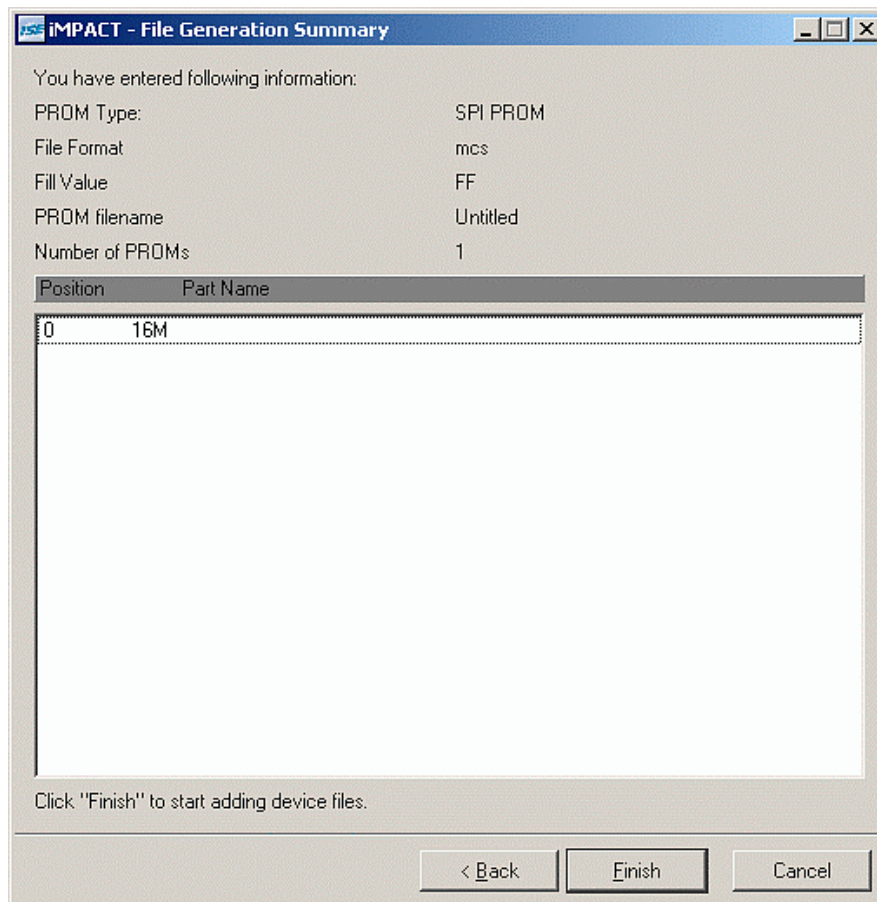 ISE iMPACT - File Generation Summary
You have entered following information:
PROM Type: SPI PROM
File Format mcs
Fill Value FF
PROM filename Untitled
Number of PROMs 1
Position Part Name
0 16M
Click "Finish" to start adding device files.
< Back Finish Cancel